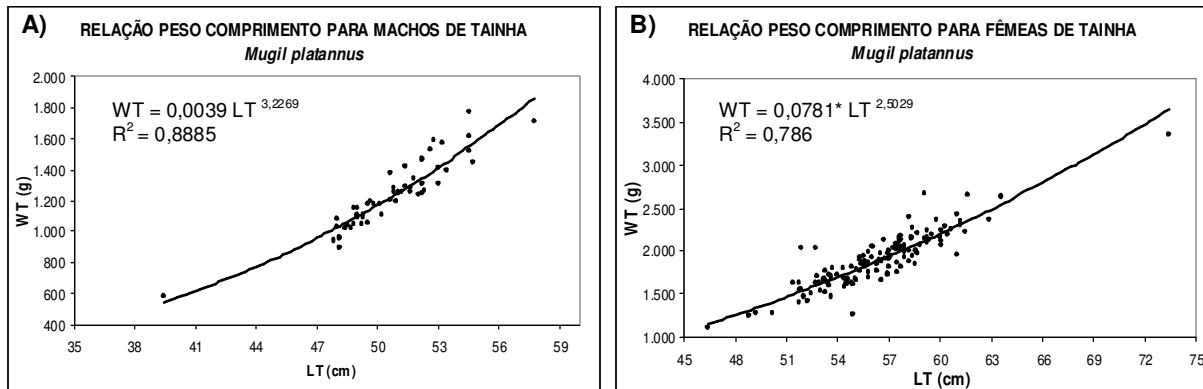 A) RELAÇÃO PESO COMPRIMENTO PARA MACHOS DE TAINHA
Mugil platannus
WT = 0,0039 LT 3,2269
R2 = 0,8885
WT (g)
2.000
1.800
1.600
1.400
1.200
1.000
800
600
400
35 38 41 44 47 50 53 56 59
LT (cm)
B) RELAÇÃO PESO COMPRIMENTO PARA FÊMEAS DE TAINHA
Mugil platannus
WT = 0,0781* LT 2,5029
R2 = 0,786
WT (g)
4.000
3.500
3.000
2.500
2.000
1.500
1.000
45 48 51 54 57 60 63 66 69 72 75
LT (cm)